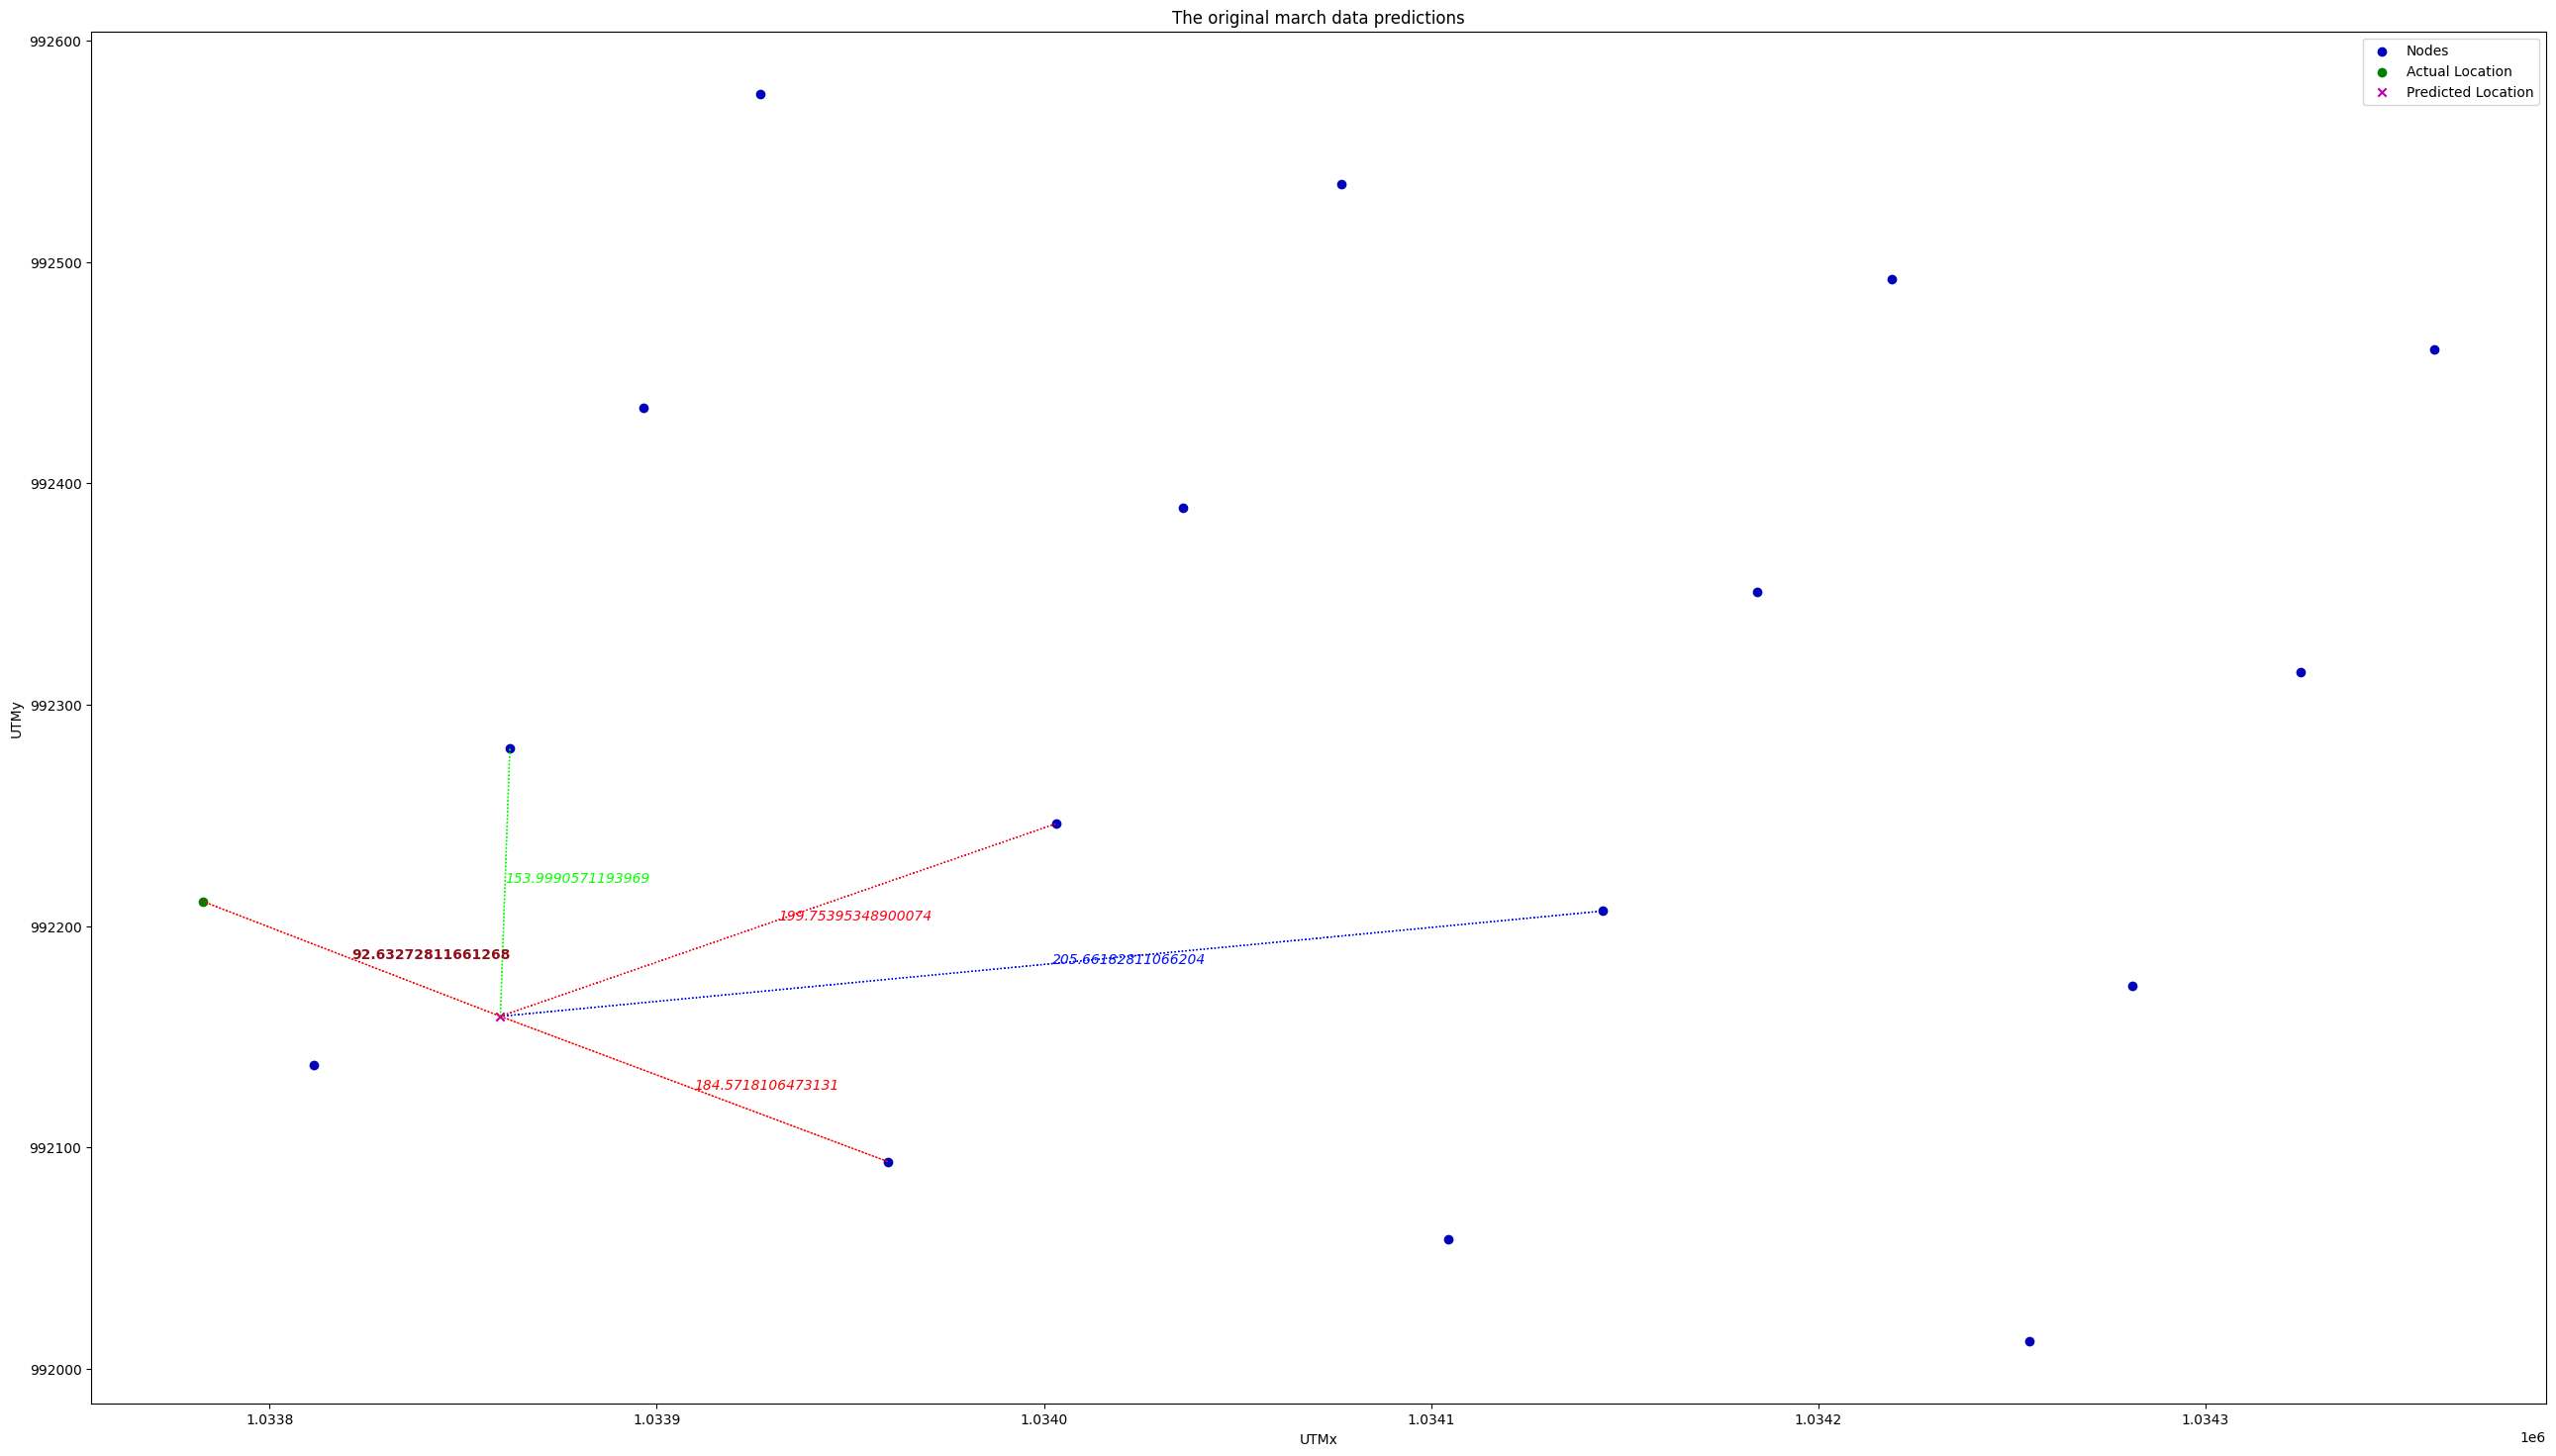 The original march data predictions
Nodes
Actual Location
Predicted Location
992600
992500
992400
992300
992200
992100
992000
UTMy
153.9990571193969
199.75395348900074
92.63272811661268
205.66182811066204
184.5718106473131
1.0338
1.0339
1.0340
1.0341
1.0342
1.0343
UTMx
1e6